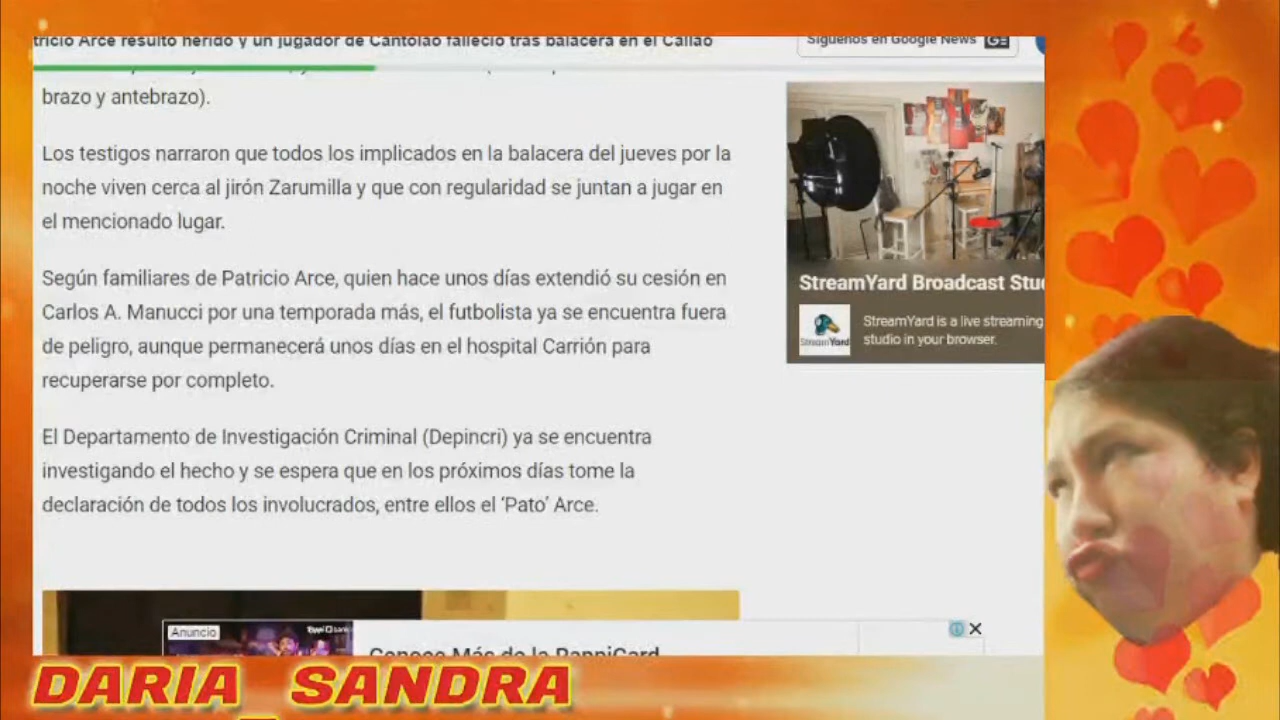 tricio Arce resultó herido y un jugador de Cantolao falleció tras balacera en el Callao
Síguenos en Google News
brazo y antebrazo).
Los testigos narraron que todos los implicados en la balacera del jueves por la
noche viven cerca al jirón Zarumilla y que con regularidad se juntan a jugar en
el mencionado lugar.
Según familiares de Patricio Arce, quien hace unos días extendió su cesión en
Carlos A. Manucci por una temporada más, el futbolista ya se encuentra fuera
de peligro, aunque permanecerá unos días en el hospital Carrión para
recuperarse por completo.
El Departamento de Investigación Criminal (Depincri) ya se encuentra
investigando el hecho y se espera que en los próximos días tome la
declaración de todos los involucrados, entre ellos el ‘Pato’ Arce.
StreamYard Broadcast Stu
StreamYard
StreamYard is a live streaming
studio in your browser.
Anuncio
Conoce Más de la RappiCard
DARIA SANDRA